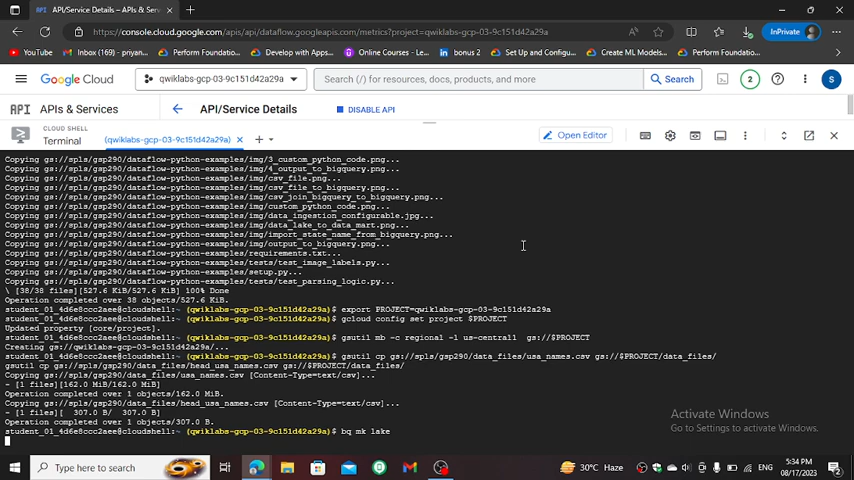 API API/Service Details – APIs & Serv
https://console.cloud.google.com/apis/api/dataflow.googleapis.com/metrics?project=qwiklabs-gcp-03-9c151d42a29a
InPrivate
YouTube
Inbox (169) - priyan...
Perform Foundatio...
Develop with Apps...
Online Courses - Le...
bonus 2
Set Up and Configu...
Create ML Models...
Perform Foundatio...
Google Cloud
qwiklabs-gcp-03-9c151d42a29a
Search (/) for resources, docs, products, and more
Search
2
S
API APIs & Services
API/Service Details
DISABLE API
CLOUD SHELL
Terminal
(qwiklabs-gcp-03-9c151d42a29a)
Open Editor
Copying gs://spls/gsp290/dataflow-python-examples/img/3_custom_python_code.png...
Copying gs://spls/gsp290/dataflow-python-examples/img/4_output_to_bigquery.png...
Copying gs://spls/gsp290/dataflow-python-examples/img/csv_file.png...
Copying gs://spls/gsp290/dataflow-python-examples/img/csv_file_to_bigquery.png...
Copying gs://spls/gsp290/dataflow-python-examples/img/csv_join_bigquery_to_bigquery.png...
Copying gs://spls/gsp290/dataflow-python-examples/img/custom_python_code.png...
Copying gs://spls/gsp290/dataflow-python-examples/img/data_ingestion_configurable.jpg...
Copying gs://spls/gsp290/dataflow-python-examples/img/data_lake_to_data_mart.png...
Copying gs://spls/gsp290/dataflow-python-examples/img/import_state_name_from_bigquery.png...
Copying gs://spls/gsp290/dataflow-python-examples/img/output_to_bigquery.png...
Copying gs://spls/gsp290/dataflow-python-examples/requirements.txt...
Copying gs://spls/gsp290/dataflow-python-examples/tests/test_image_labels.py...
Copying gs://spls/gsp290/dataflow-python-examples/setup.py...
Copying gs://spls/gsp290/dataflow-python-examples/tests/test_parsing_logic.py...
\ [38/38 files][527.6 KiB/527.6 KiB] 100% Done
Operation completed over 38 objects/527.6 KiB.
student_01_4d6e8ccc2aee@cloudshell:~ (qwiklabs-gcp-03-9c151d42a29a)$ export PROJECT=qwiklabs-gcp-03-9c151d42a29a
student_01_4d6e8ccc2aee@cloudshell:~ (qwiklabs-gcp-03-9c151d42a29a)$ gcloud config set project $PROJECT
Updated property [core/project].
student_01_4d6e8ccc2aee@cloudshell:~ (qwiklabs-gcp-03-9c151d42a29a)$ gsutil mb -c regional -l us-central1 gs://$PROJECT
Creating gs://qwiklabs-gcp-03-9c151d42a29a/...
student_01_4d6e8ccc2aee@cloudshell:~ (qwiklabs-gcp-03-9c151d42a29a)$ gsutil cp gs://spls/gsp290/data_files/usa_names.csv gs://$PROJECT/data_files/
gsutil cp gs://spls/gsp290/data_files/head_usa_names.csv gs://$PROJECT/data_files/
Copying gs://spls/gsp290/data_files/usa_names.csv [Content-Type=text/csv]...
- [1 files][162.0 MiB/162.0 MiB]
Operation completed over 1 objects/162.0 MiB.
Copying gs://spls/gsp290/data_files/head_usa_names.csv [Content-Type=text/csv]...
- [1 files][ 307.0 B/ 307.0 B]
Operation completed over 1 objects/307.0 B.
student_01_4d6e8ccc2aee@cloudshell:~ (qwiklabs-gcp-03-9c151d42a29a)$ bq mk lake
Activate Windows
Go to Settings to activate Windows.
Type here to search
30°C Haze
ENG
5:34 PM
08/17/2023
2